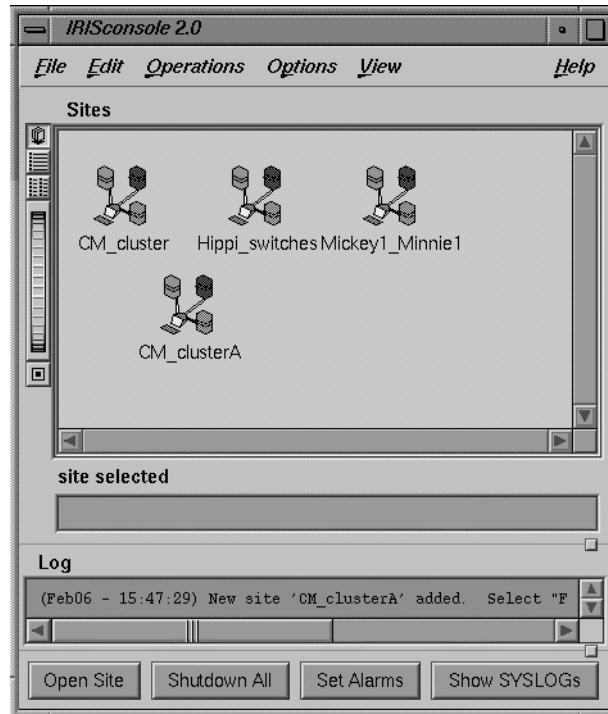 IRISconsole 2.0
File Edit Operations Options View Help
Sites
CM_cluster Hippi_switches Mickey1_Minnie1
CM_clusterA
site selected
Log
(Feb06 - 15:47:29) New site 'CM_clusterA' added. Select "F
Open Site Shutdown All Set Alarms Show SYSLOGs